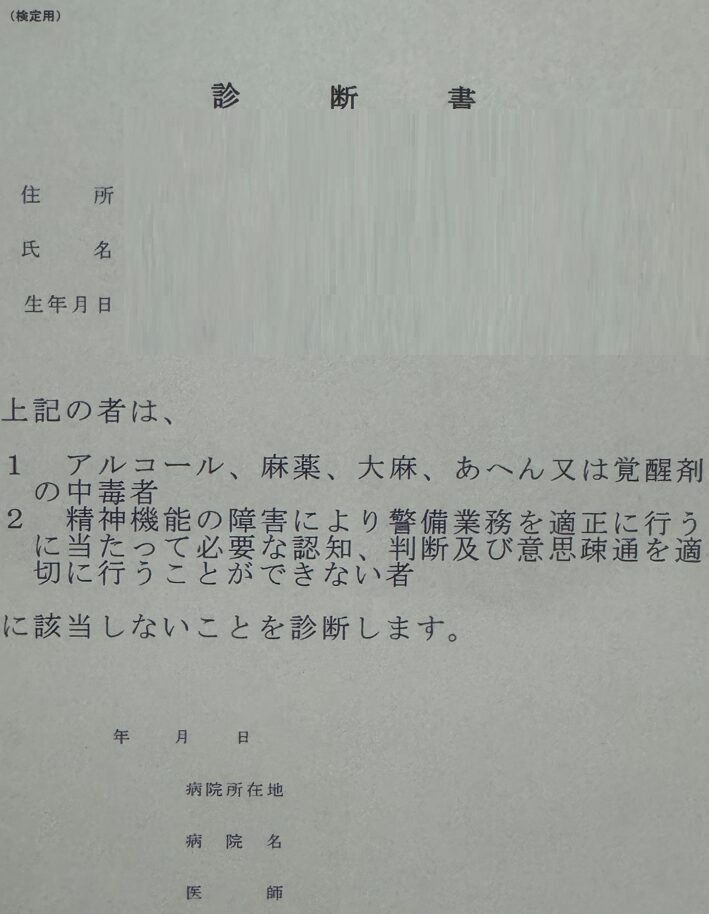 （検定用）
診断書
住所
氏名
生年月日
上記の者は、
1　アルコール、麻薬、大麻、あへん又は覚醒剤
の中毒者
2　精神機能の障害により警備業務を適正に行う
に当たって必要な認知、判断及び意思疎通を適
切に行うことができない者
に該当しないことを診断します。
年　月　日
病院所在地
病院名
医師